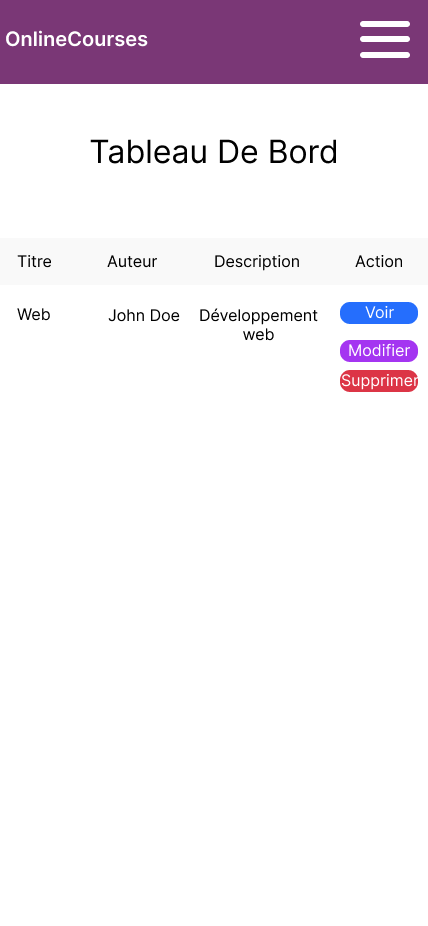 OnlineCourses
Tableau De Bord
Titre Auteur Description Action
Web John Doe Développement web Voir
Modifier
Supprimer